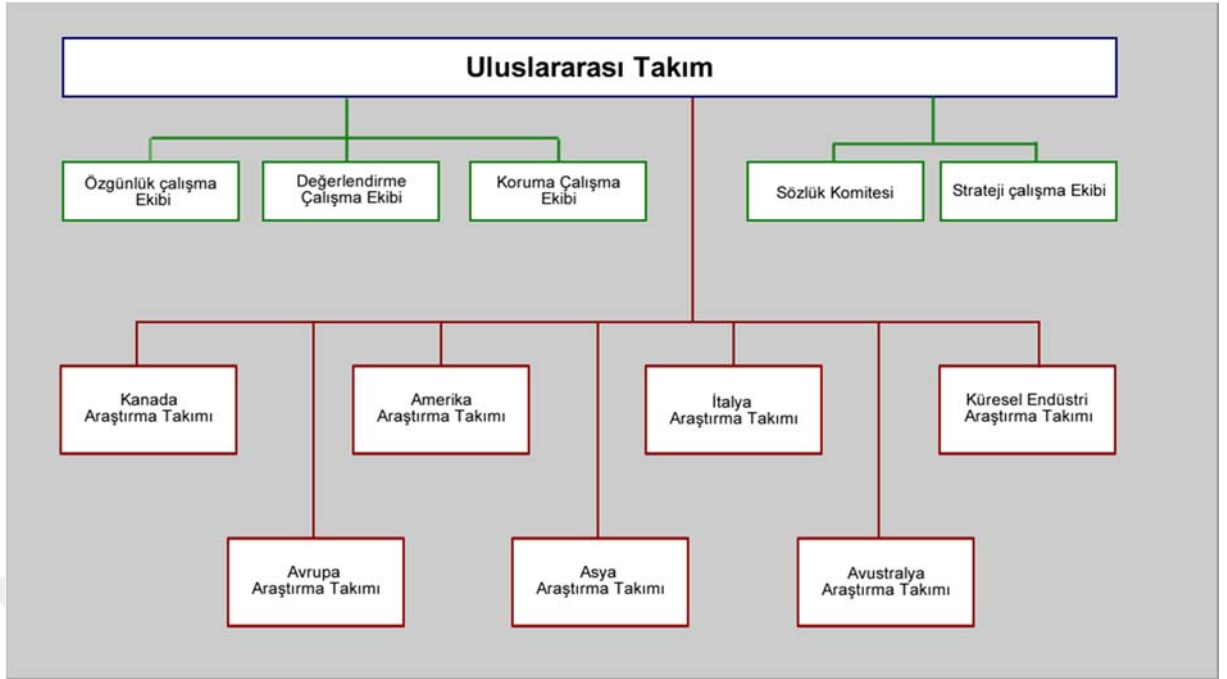 Uluslararası Takım
Özgünlük çalışma
Ekibi
Değerlendirme
Çalışma Ekibi
Koruma Çalışma
Ekibi
Sözlük Komitesi
Strateji çalışma Ekibi
Kanada
Araştırma Takımı
Amerika
Araştırma Takımı
İtalya
Araştırma Takımı
Küresel Endüstri
Araştırma Takımı
Avrupa
Araştırma Takımı
Asya
Araştırma Takımı
Avustralya
Araştırma Takımı